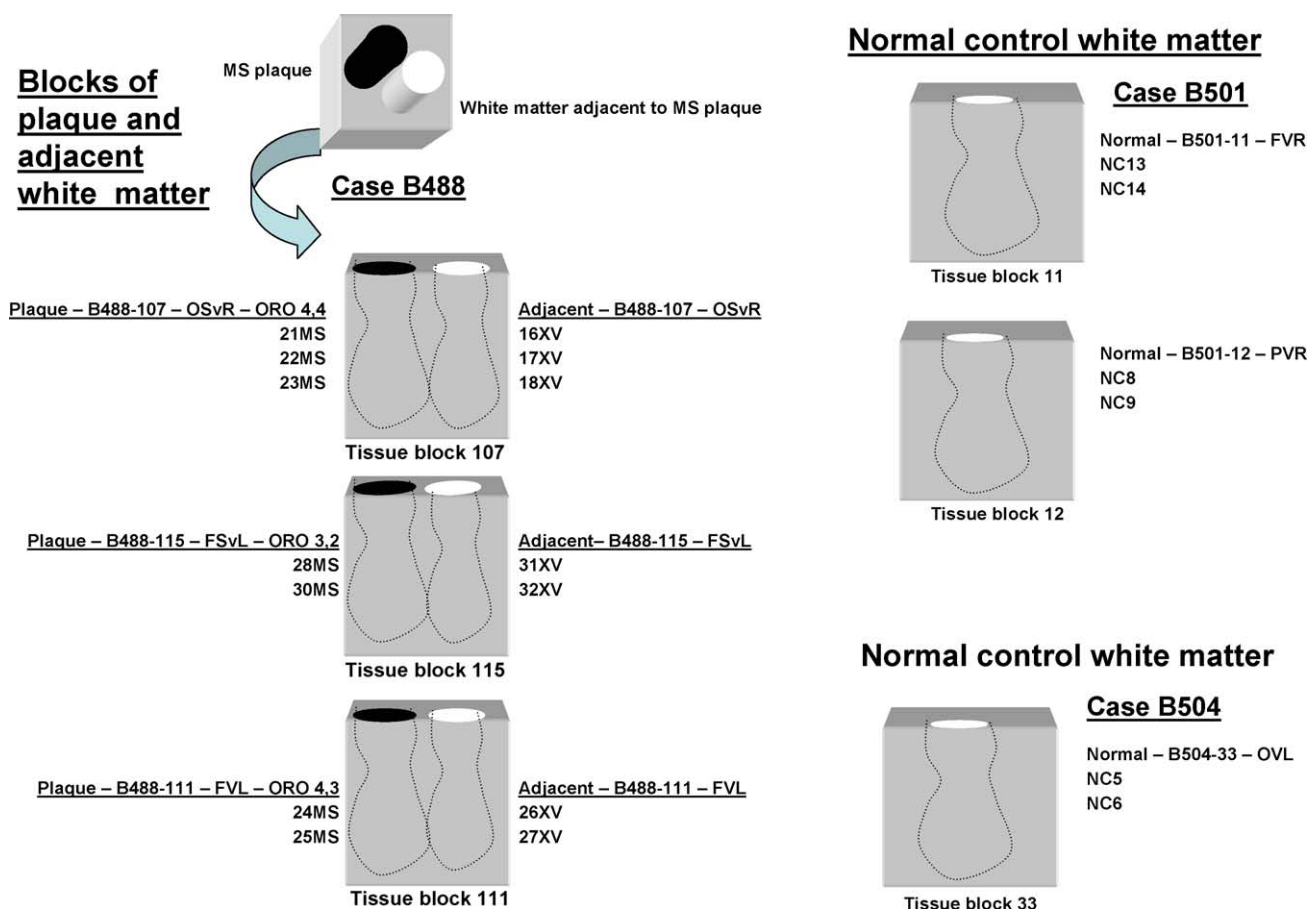 Blocks of
plaque and
adjacent
white matter
MS plaque
White matter adjacent to MS plaque
Case B488
Plaque – B488-107 – OSvR – ORO 4,4
21MS
22MS
23MS
Adjacent – B488-107 – OSvR
16XV
17XV
18XV
Tissue block 107
Plaque – B488-115 – FSvL – ORO 3,2
28MS
30MS
Adjacent– B488-115 – FSvL
31XV
32XV
Tissue block 115
Plaque – B488-111 – FVL – ORO 4,3
24MS
25MS
Adjacent – B488-111 – FVL
26XV
27XV
Tissue block 111
Normal control white matter
Case B501
Normal – B501-11 – FVR
NC13
NC14
Tissue block 11
Normal – B501-12 – PVR
NC8
NC9
Tissue block 12
Normal control white matter
Case B504
Normal – B504-33 – OVL
NC5
NC6
Tissue block 33